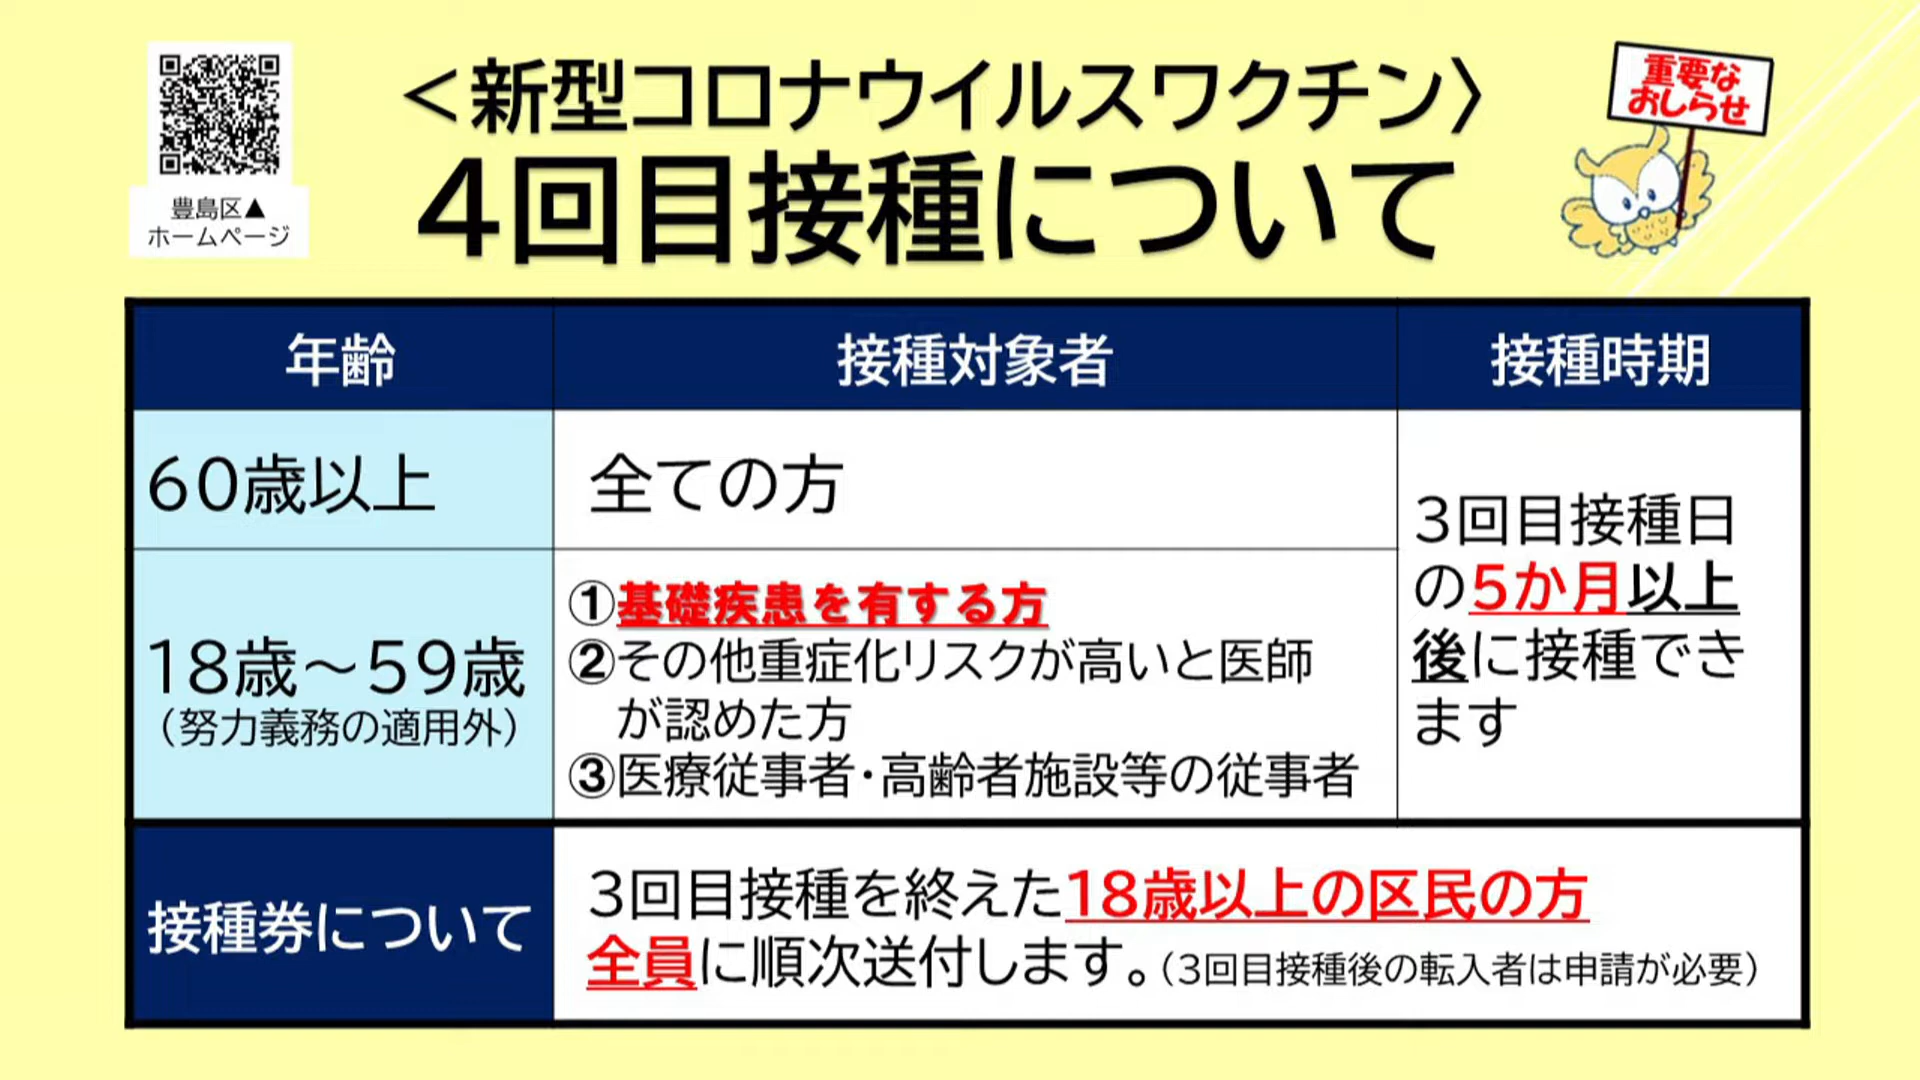 豊島区▲
ホームページ
＜新型コロナウイルスワクチン〉
4回目接種について
重要な
おしらせ
年齢
接種対象者
接種時期
60歳以上
全ての方
18歳～59歳
（努力義務の適用外）
①基礎疾患を有する方
②その他重症化リスクが高いと医師
が認めた方
③医療従事者・高齢者施設等の従事者
3回目接種日
の5か月以上
後に接種でき
ます
接種券について
3回目接種を終えた18歳以上の区民の方
全員に順次送付します。（3回目接種後の転入者は申請が必要）